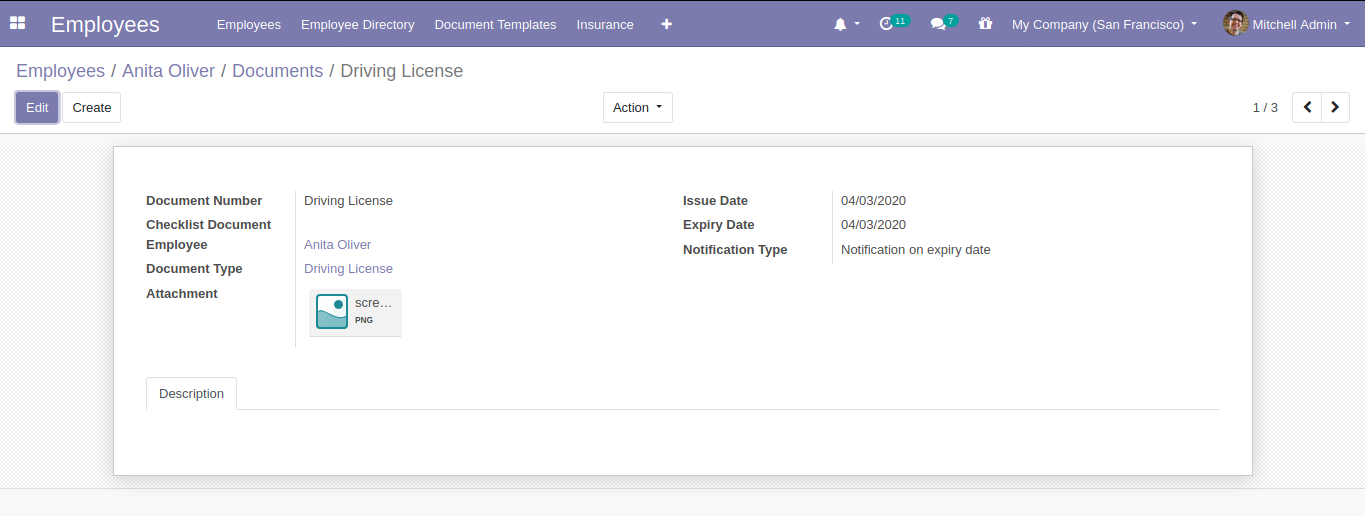 Employees Employees Employee Directory Document Templates Insurance 11 7 My Company (San Francisco) Mitchell Admin
Employees / Anita Oliver / Documents / Driving License
Edit Create Action 1 / 3
Document Number Driving License Issue Date 04/03/2020
Checklist Document Expiry Date 04/03/2020
Employee Anita Oliver Notification Type Notification on expiry date
Document Type Driving License
Attachment scre...
PNG
Description